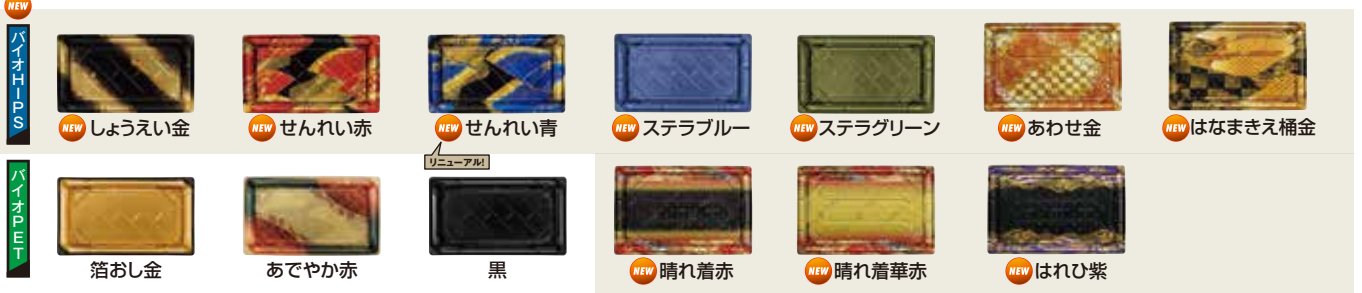 NEW
バイオHIPS
NEW しょうえい金
NEW せんれい赤
NEW せんれい青
NEW ステラブルー
NEW ステラグリーン
NEW あわせ金
NEW はなまきえ桶金
リニューアル!
バイオPET
箔おし金
あでやか赤
黒
NEW 晴れ着赤
NEW 晴れ着華赤
NEW はれひ紫